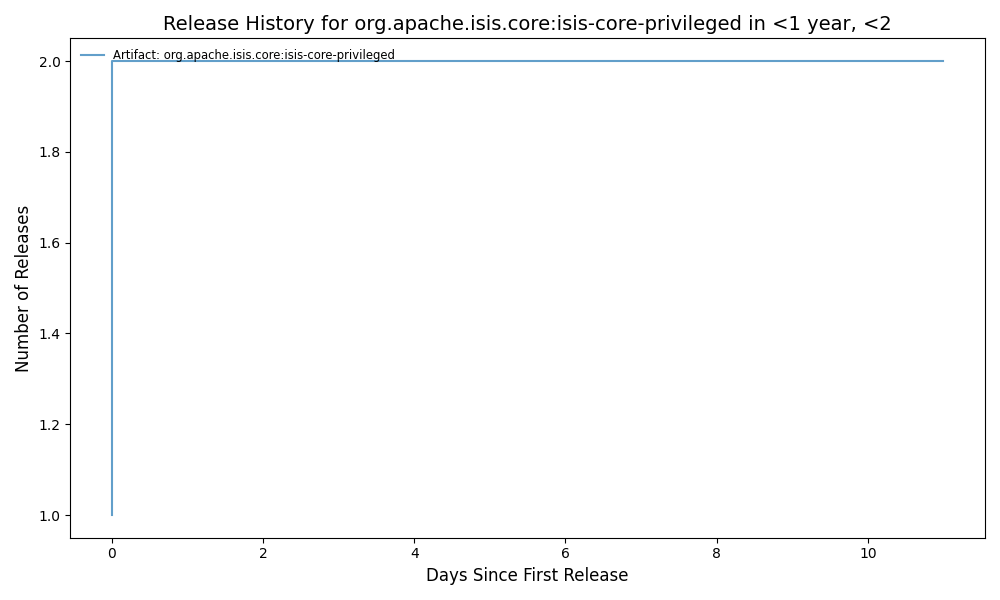 Release History for org.apache.isis.core:isis-core-privileged in <1 year, <2
Artifact: org.apache.isis.core:isis-core-privileged
2.0
1.8
1.6
1.4
1.2
1.0
Number of Releases
0 2 4 6 8 10
Days Since First Release